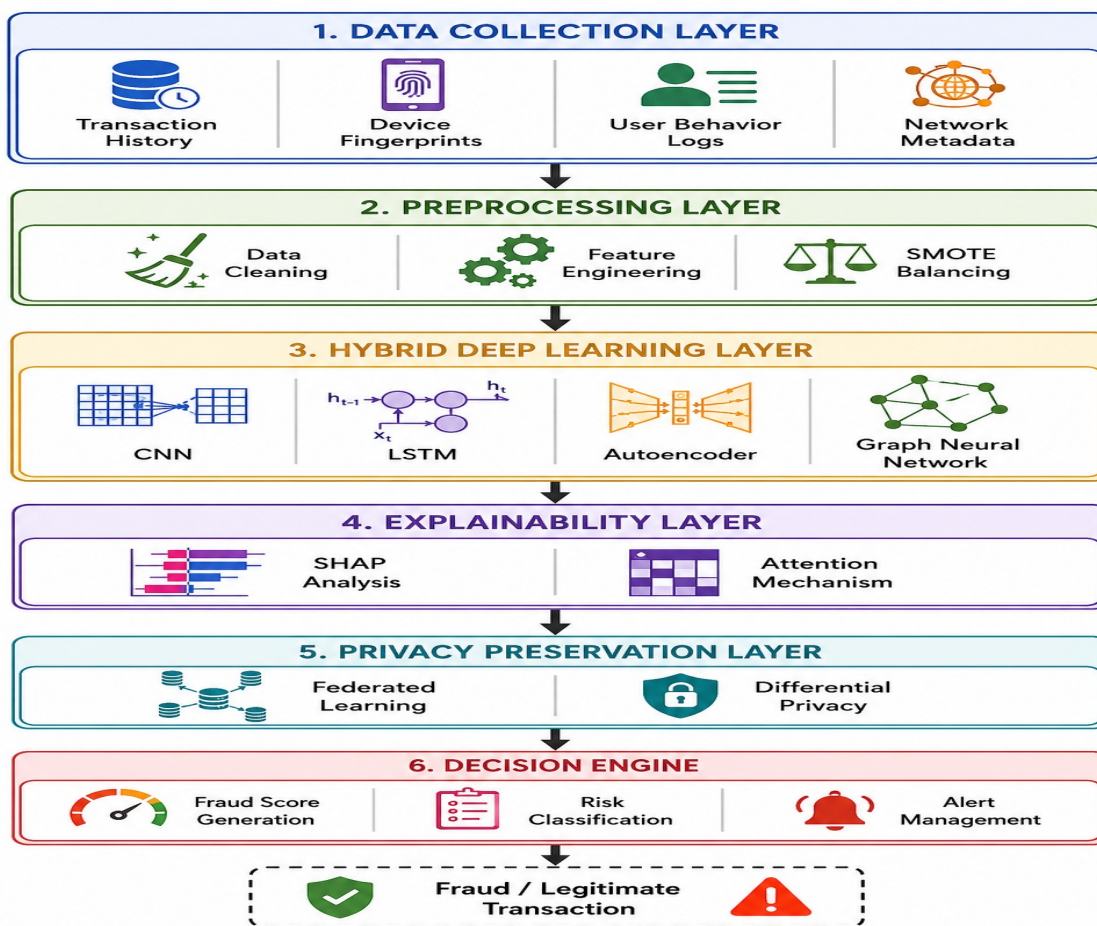 1. DATA COLLECTION LAYER
Transaction
History
Device
Fingerprints
User Behavior
Logs
Network
Metadata
2. PREPROCESSING LAYER
Data
Cleaning
Feature
Engineering
SMOTE
Balancing
3. HYBRID DEEP LEARNING LAYER
CNN
h_{t-1}
h_t
x_t
LSTM
Autoencoder
Graph Neural
Network
4. EXPLAINABILITY LAYER
SHAP
Analysis
Attention
Mechanism
5. PRIVACY PRESERVATION LAYER
Federated
Learning
Differential
Privacy
6. DECISION ENGINE
Fraud Score
Generation
Risk
Classification
Alert
Management
Fraud / Legitimate
Transaction